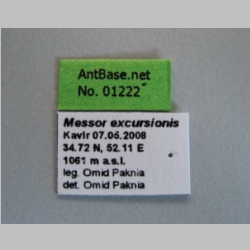 AntBase.net
No. 01222
Messor excursionis
Kavir 07.06.2008
34.72 N, 52.11 E
1061 m a.s.l.
leg. Omid Paknia
det. Omid Paknia